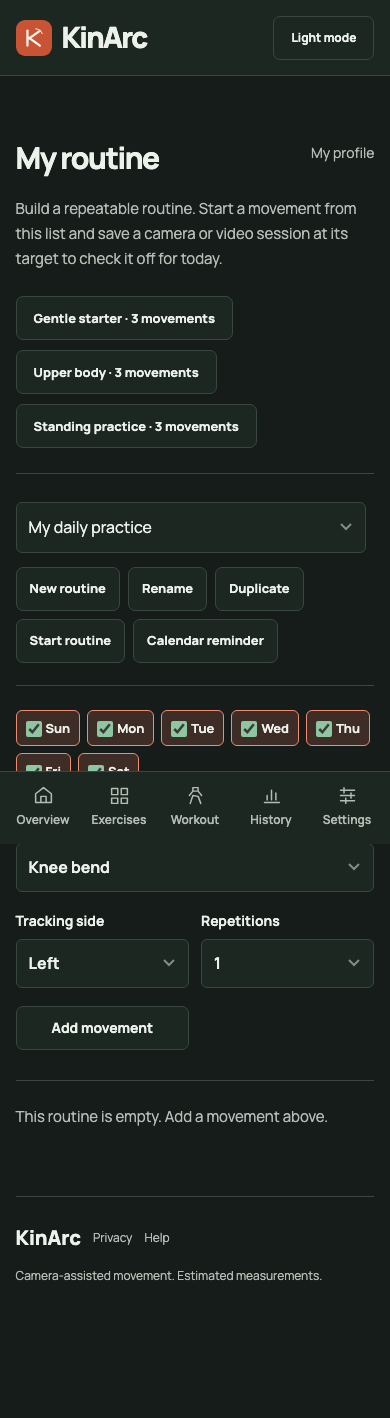 KinArc
Light mode
My routine
My profile
Build a repeatable routine. Start a movement from
this list and save a camera or video session at its
target to check it off for today.
Gentle starter · 3 movements
Upper body · 3 movements
Standing practice · 3 movements
My daily practice
New routine
Rename
Duplicate
Start routine
Calendar reminder
Sun
Mon
Tue
Wed
Thu
Fri
Sat
Overview
Exercises
Workout
History
Settings
Knee bend
Tracking side
Repetitions
Left
1
Add movement
This routine is empty. Add a movement above.
KinArc
Privacy
Help
Camera-assisted movement. Estimated measurements.